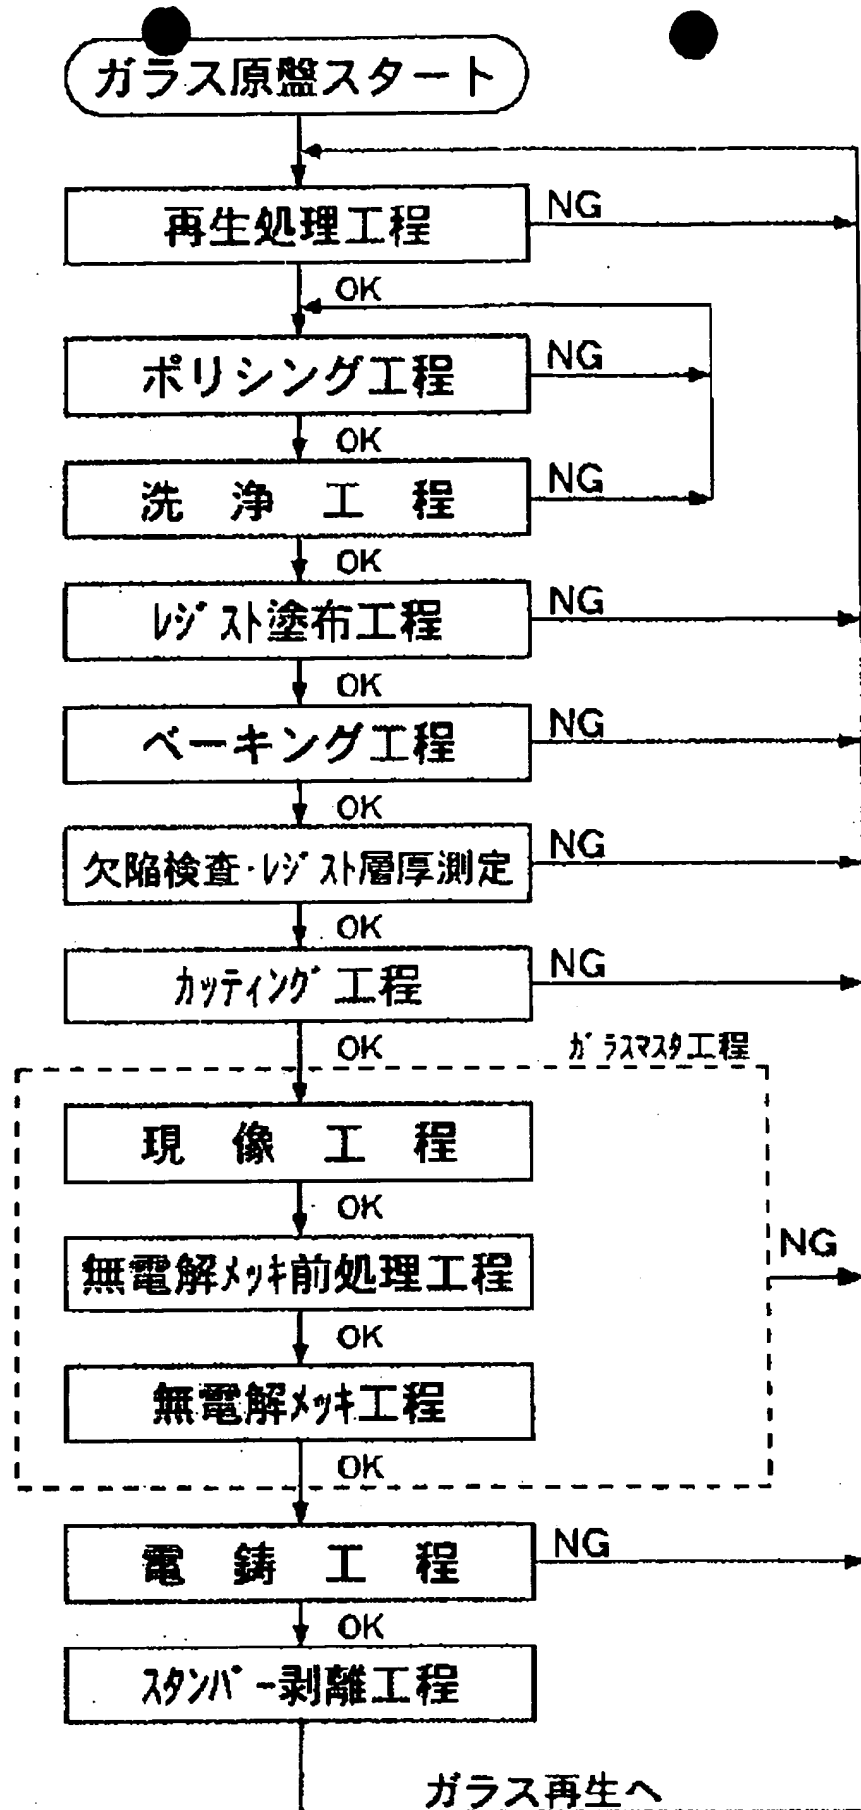 ガラス原盤スタート
再生処理工程
NG
OK
ポリシング工程
NG
OK
洗 浄 工 程
NG
OK
レジスト塗布工程
NG
OK
ベーキング工程
NG
OK
欠陥検査・レジスト層厚測定
NG
OK
カッティング工程
NG
OK
ガラスマスタ工程
現 像 工 程
OK
NG
無電解メッキ前処理工程
OK
無電解メッキ工程
OK
電 鋳 工 程
NG
OK
スタンパー剥離工程
ガラス再生へ